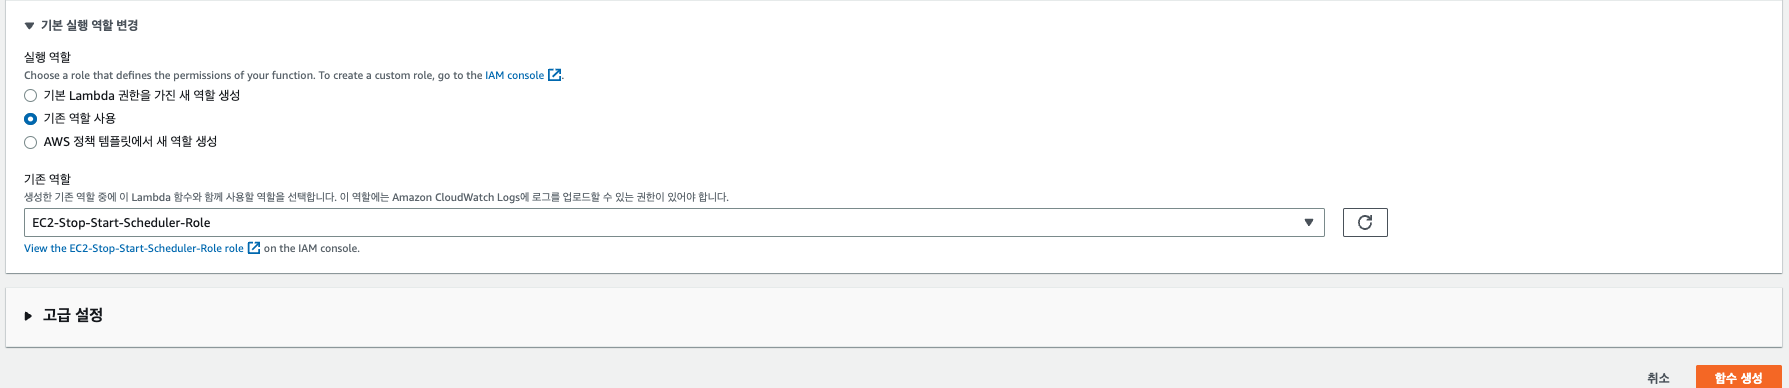 기본 실행 역할 변경
실행 역할
Choose a role that defines the permissions of your function. To create a custom role, go to the IAM console.
기본 Lambda 권한을 가진 새 역할 생성
기존 역할 사용
AWS 정책 템플릿에서 새 역할 생성
기존 역할
생성한 기존 역할 중에 이 Lambda 함수와 함께 사용할 역할을 선택합니다. 이 역할에는 Amazon CloudWatch Logs에 로그를 업로드할 수 있는 권한이 있어야 합니다.
EC2-Stop-Start-Scheduler-Role
View the EC2-Stop-Start-Scheduler-Role role on the IAM console.
고급 설정
취소 함수 생성